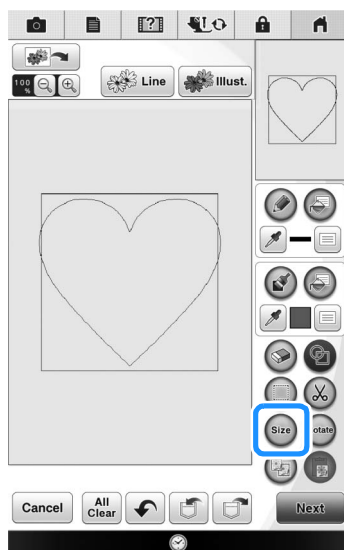 ?
100 %
Line
Illust.
Size
otate
Cancel
All Clear
Next